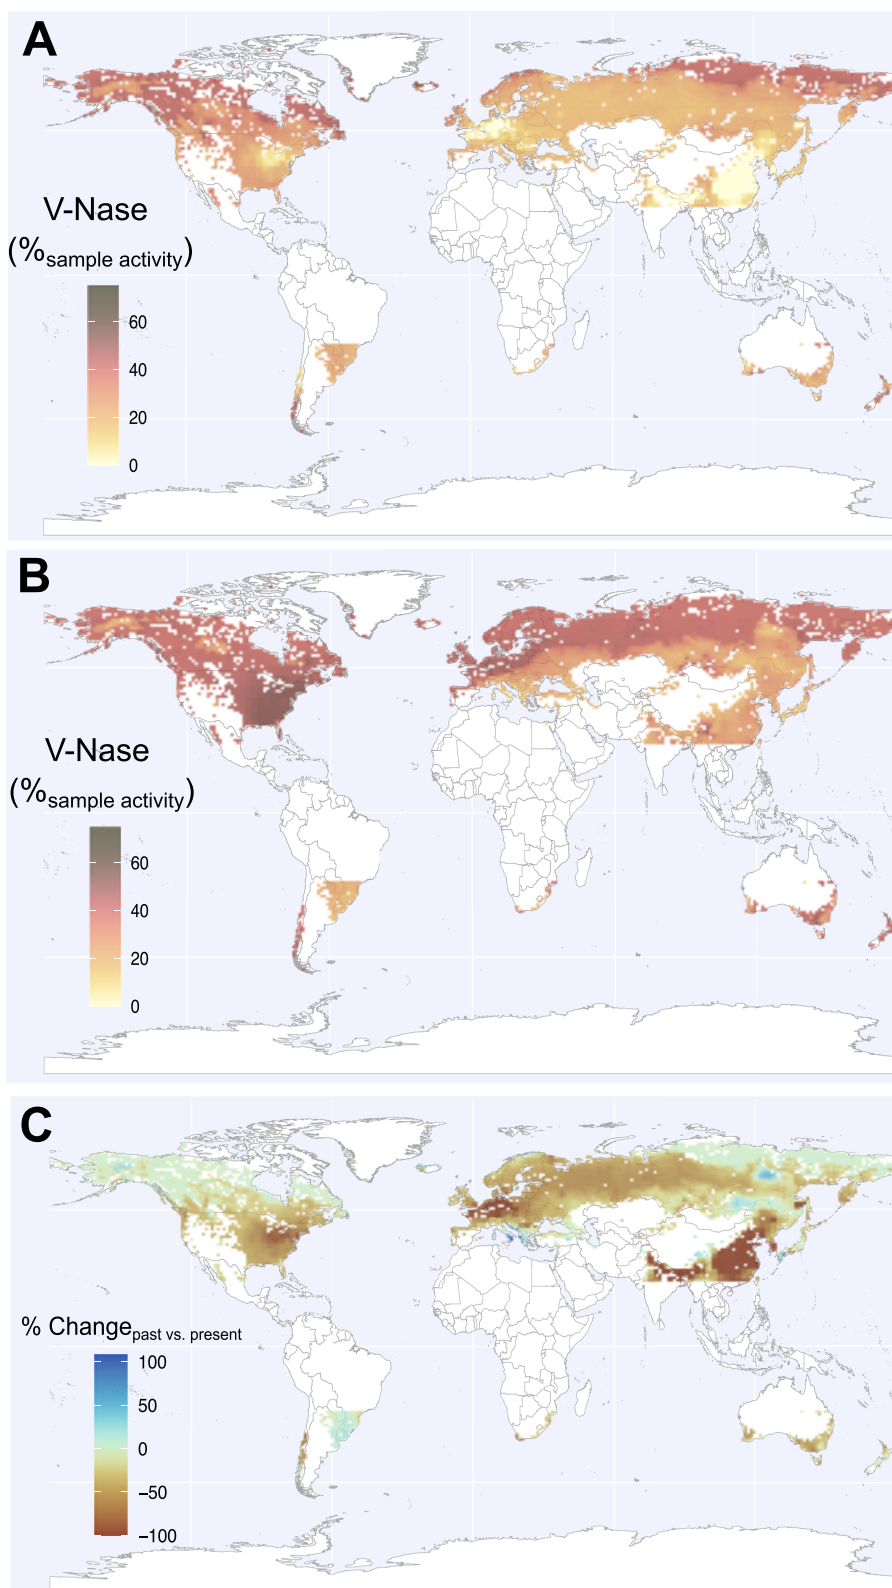 A
V-Nase
(%sample activity)
60
40
20
0
B
V-Nase
(%sample activity)
60
40
20
0
C
% Changepast vs. present
100
50
0
−50
−100